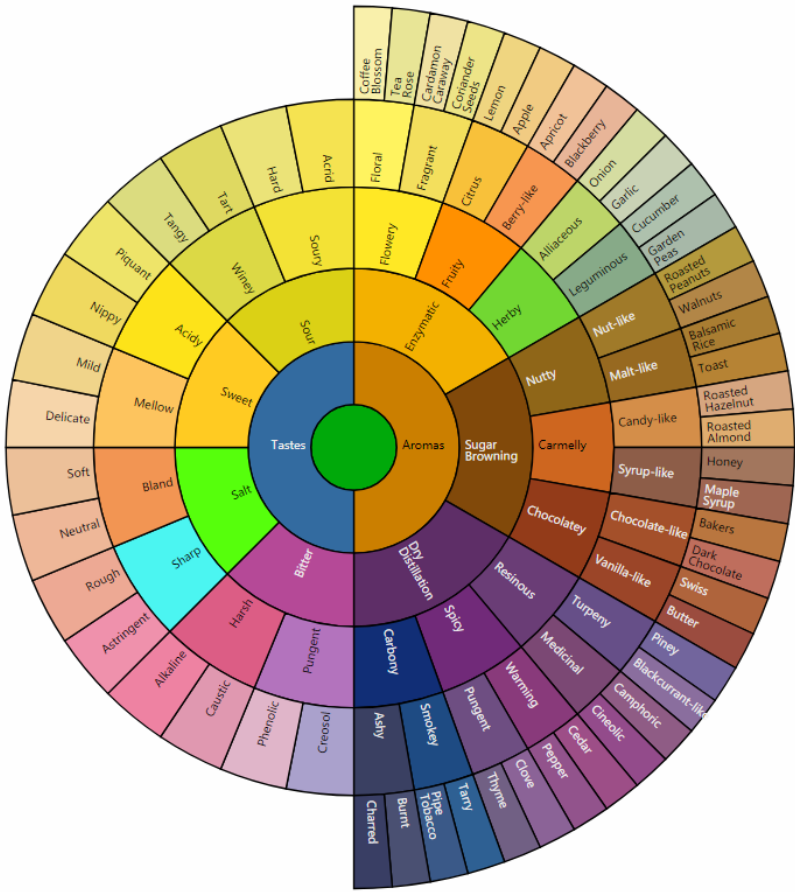 Coffee
Blossom
Tea
Rose
Cardamon
Caraway
Coriander
Seeds
Lemon
Apple
Apricot
Blackberry
Onion
Garlic
Cucumber
Garden
Peas
Roasted
Peanuts
Walnuts
Balsamic
Rice
Toast
Roasted
Hazelnut
Roasted
Almond
Honey
Maple
Syrup
Bakers
Dark
Chocolate
Swiss
Butter
Piney
Blackcurrant-like
Camphoric
Cineolic
Cedar
Pepper
Clove
Thyme
Tarry
Pipe
Tobacco
Burnt
Charred
Floral
Fragrant
Citrus
Berry-like
Alliaceous
Leguminous
Nut-like
Malt-like
Candy-like
Syrup-like
Chocolate-like
Vanilla-like
Turpeny
Medicinal
Warming
Pungent
Smokey
Ashy
Flowery
Fruity
Herby
Nutty
Carmelly
Chocolatey
Resinous
Spicy
Carbony
Enzymatic
Sugar
Browning
Dry
Distillation
Aromas
Tastes
Sour
Sweet
Salt
Bitter
Soury
Winey
Acidy
Mellow
Bland
Sharp
Harsh
Pungent
Acrid
Hard
Tart
Tangy
Piquant
Nippy
Mild
Delicate
Soft
Neutral
Rough
Astringent
Alkaline
Caustic
Phenolic
Creosol